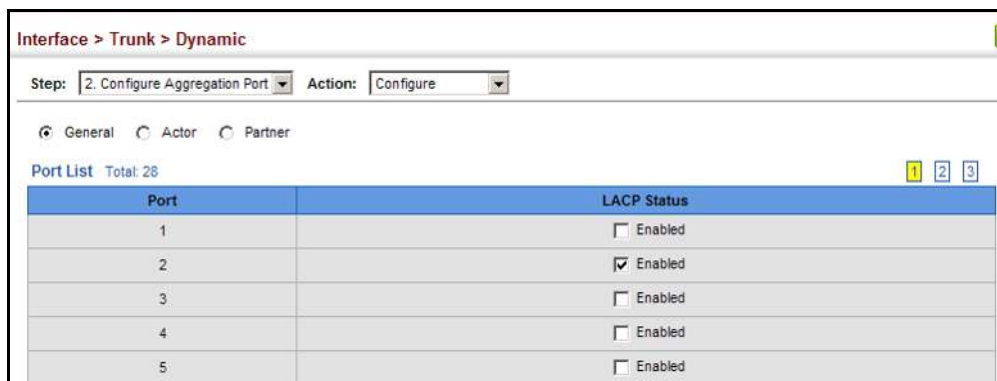 Interface > Trunk > Dynamic
Step: 2. Configure Aggregation Port Action: Configure
General Actor Partner
Port List Total: 28 1 2 3
Port LACP Status
1 Enabled
2 Enabled
3 Enabled
4 Enabled
5 Enabled